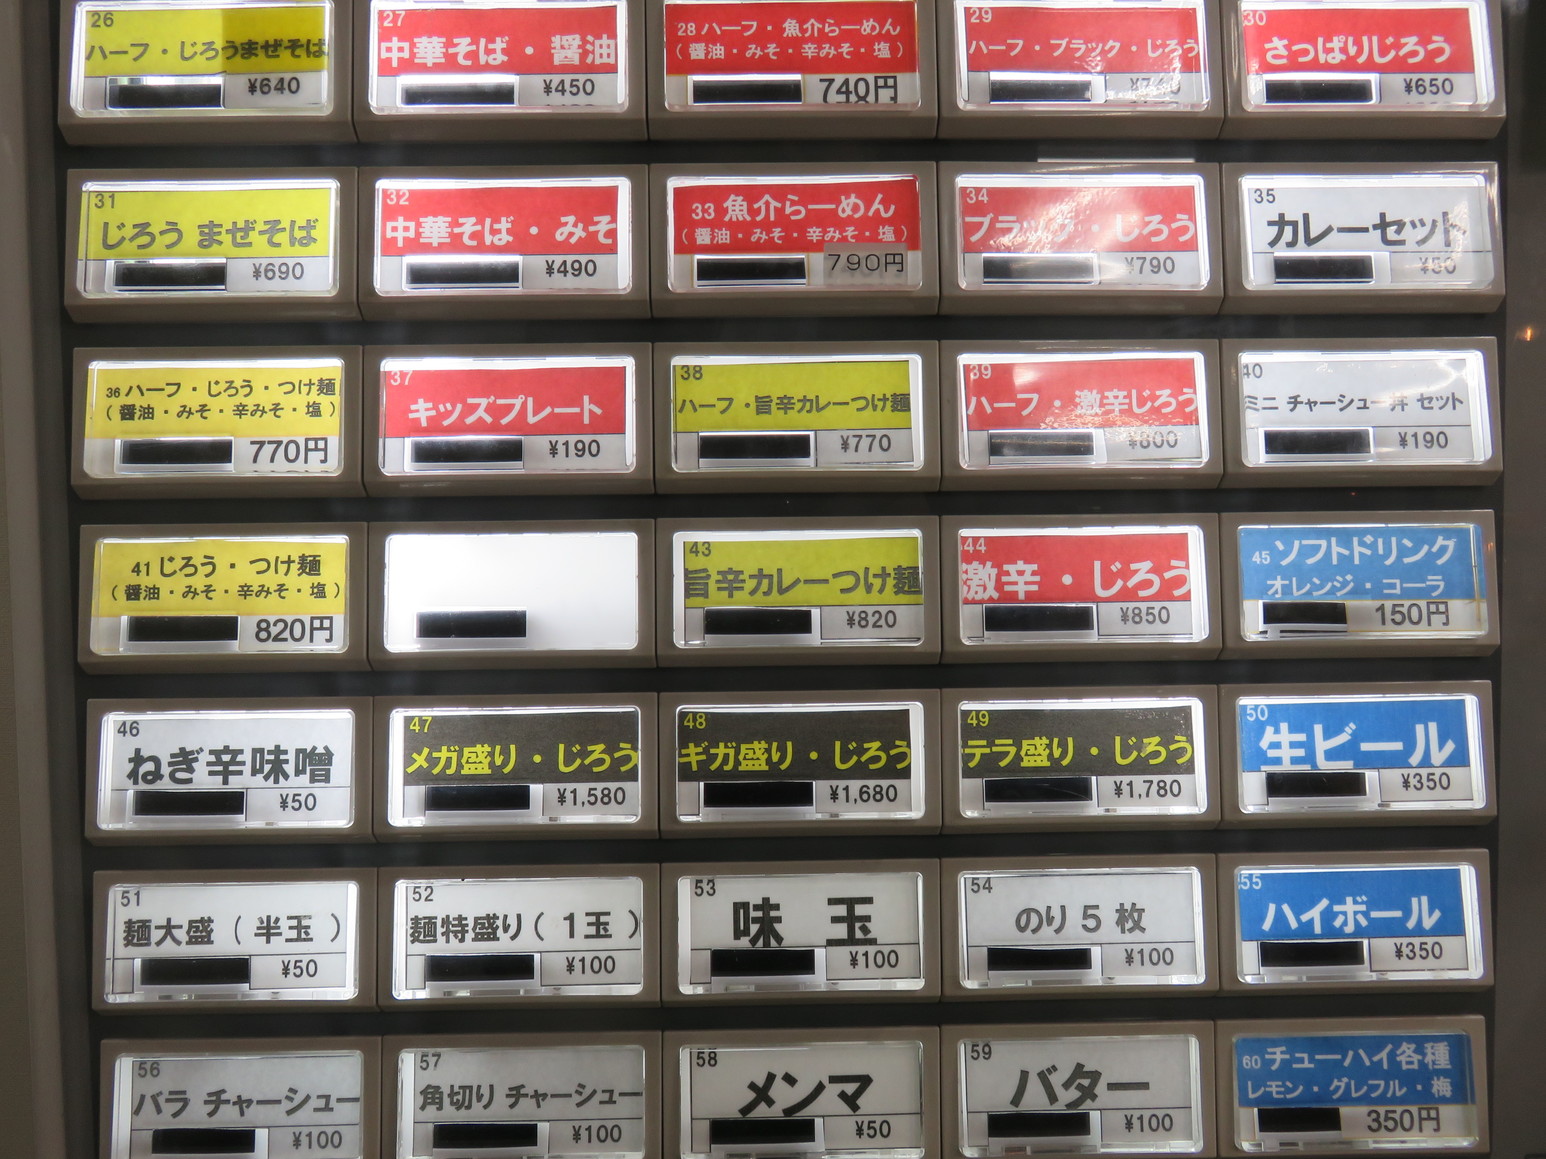 26
ハーフ・じろうまぜそば
¥640
27
中華そば・醤油
¥450
28 ハーフ・魚介らーめん
（醤油・みそ・辛みそ・塩）
740円
29
ハーフ・ブラック・じろう
30
さっぱりじろう
¥650
31
じろう まぜそば
¥690
32
中華そば・みそ
¥490
33 魚介らーめん
（醤油・みそ・辛みそ・塩）
790円
34
ブラック・じろう
¥790
35
カレーセット
36 ハーフ・じろう・つけ麺
（醤油・みそ・辛みそ・塩）
770円
37
キッズプレート
¥190
38
ハーフ・旨辛カレーつけ麺
¥770
39
ハーフ・激辛じろう
¥800
40
ミニ チャーシュー丼 セット
¥190
41 じろう・つけ麺
（醤油・みそ・辛みそ・塩）
820円
43
旨辛カレーつけ麺
¥820
44
激辛・じろう
¥850
45 ソフトドリンク
オレンジ・コーラ
150円
46
ねぎ辛味噌
¥50
47
メガ盛り・じろう
¥1,580
48
ギガ盛り・じろう
¥1,680
49
テラ盛り・じろう
¥1,780
50
生ビール
¥350
51
麺大盛（半玉）
¥50
52
麺特盛り（1玉）
¥100
53
味 玉
¥100
54
のり5枚
¥100
55
ハイボール
¥350
56
バラ チャーシュー
¥100
57
角切り チャーシュー
¥100
58
メンマ
¥50
59
バター
¥100
60 チューハイ各種
レモン・グレフル・梅
350円